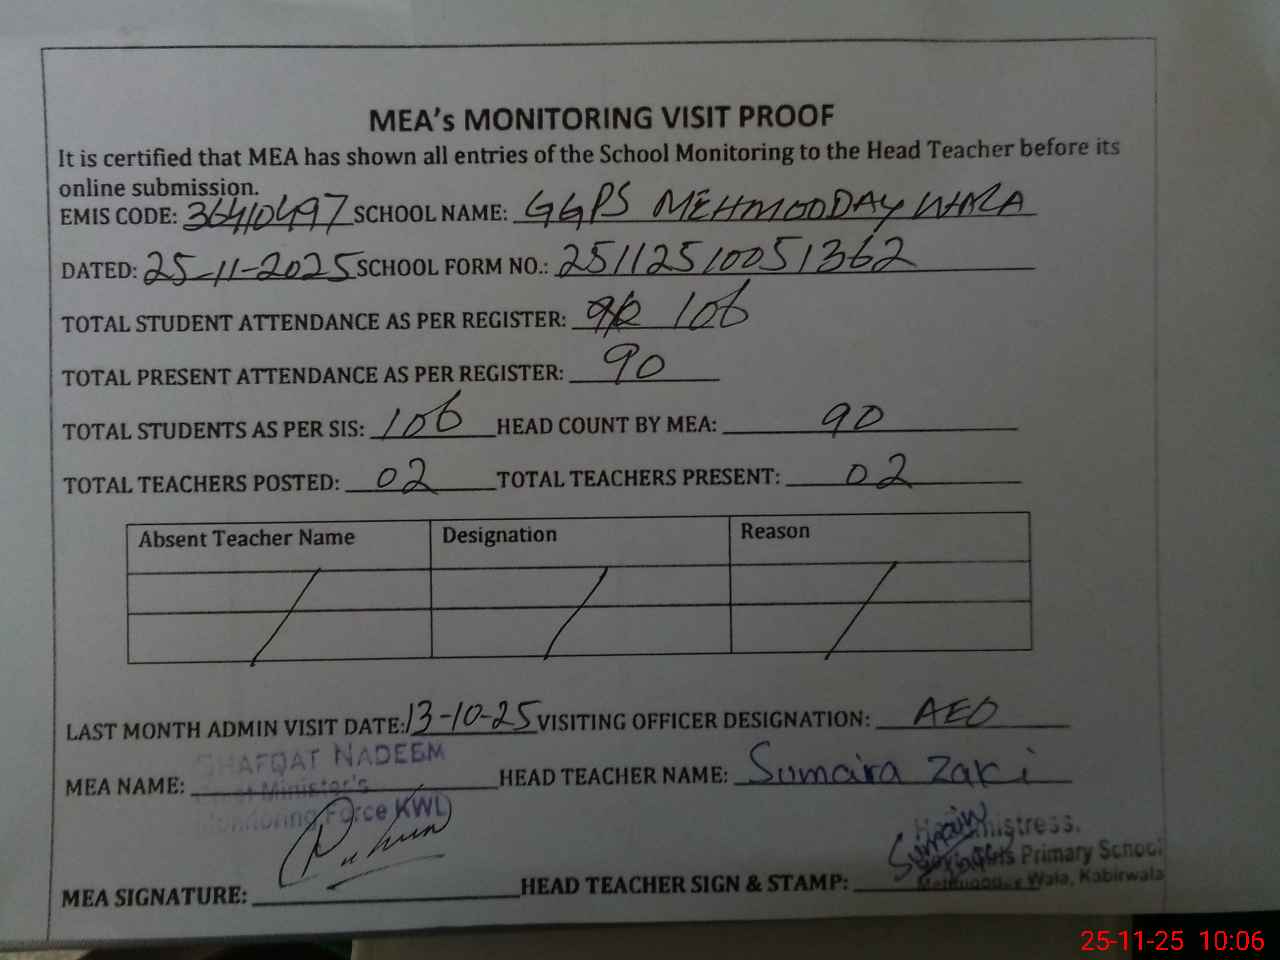 MEA's MONITORING VISIT PROOF
It is certified that MEA has shown all entries of the School Monitoring to the Head Teacher before its
online submission.
EMIS CODE: 36410497 SCHOOL NAME: GGPS MEHMOODAY WALA
DATED: 25-11-2025 SCHOOL FORM NO.: 25112510051362
TOTAL STUDENT ATTENDANCE AS PER REGISTER: 106
TOTAL PRESENT ATTENDANCE AS PER REGISTER: 90
TOTAL STUDENTS AS PER SIS: 106 HEAD COUNT BY MEA: 90
TOTAL TEACHERS POSTED: 02 TOTAL TEACHERS PRESENT: 02
Absent Teacher Name Designation Reason
LAST MONTH ADMIN VISIT DATE: 13-10-25 VISITING OFFICER DESIGNATION: AEO
SHAFQAT NADEEM
MEA NAME: HEAD TEACHER NAME: Sumaira Zaki
Chief Minister's
Monitoring Force KWL
Headmistress.
Girls Primary School
Wala, Kabirwala
MEA SIGNATURE: HEAD TEACHER SIGN & STAMP:
25-11-25 10:06